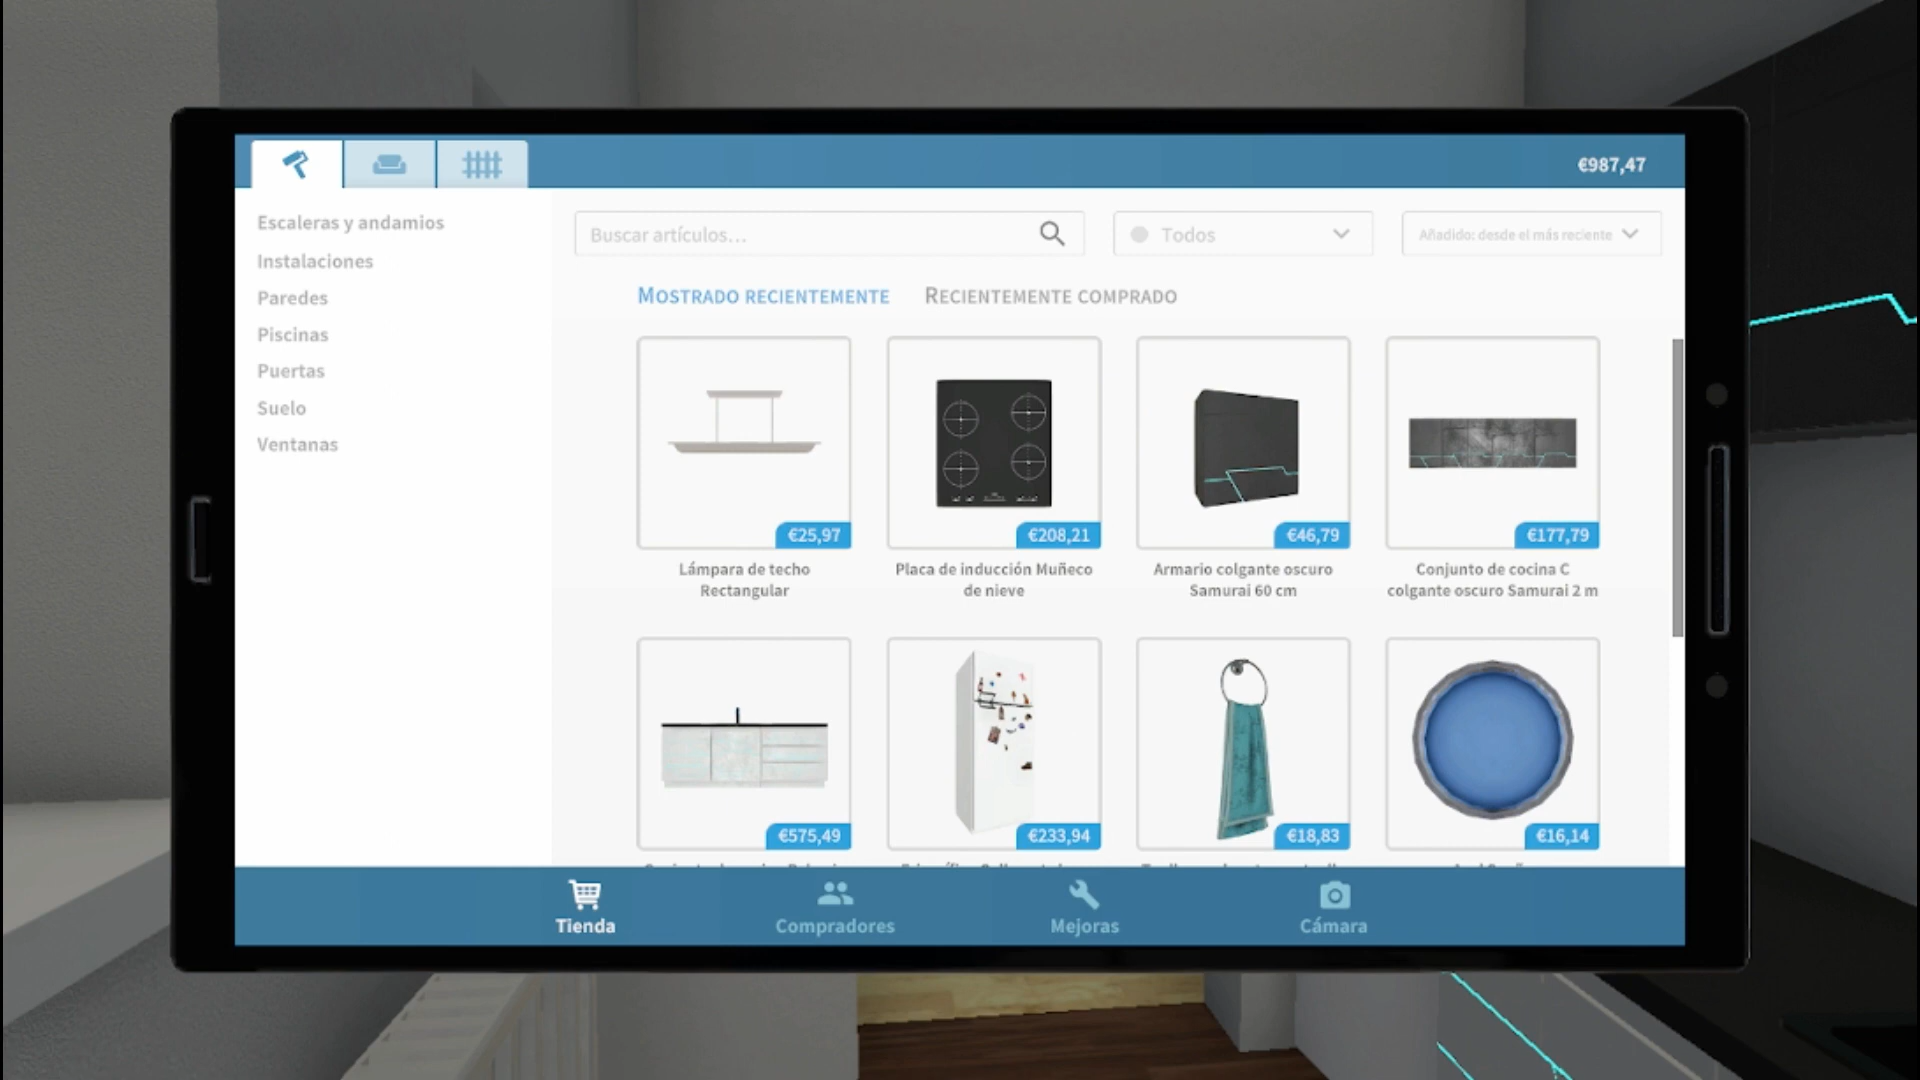 €987,47
Escaleras y andamios
Instalaciones
Paredes
Piscinas
Puertas
Suelo
Ventanas
Buscar artículos...
Todos
Añadido: desde el más reciente
MOSTRADO RECIENTEMENTE
RECIENTEMENTE COMPRADO
€25,97
€208,21
€46,79
€177,79
Lámpara de techo
Rectangular
Placa de inducción Muñeco
de nieve
Armario colgante oscuro
Samurai 60 cm
Conjunto de cocina C
colgante oscuro Samurai 2 m
€575,49
€233,94
€18,83
€16,14
Tienda
Compradores
Mejoras
Cámara